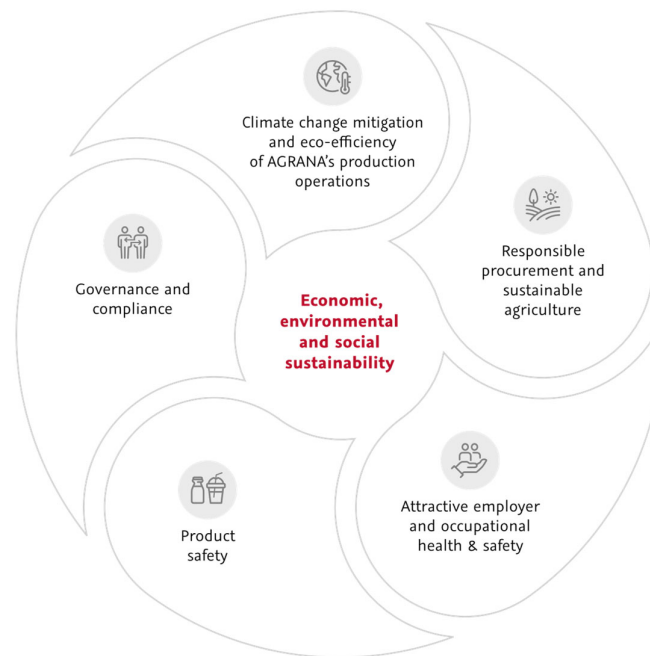 Climate change mitigation
and eco-efficiency
of AGRANA's production
operations
Responsible
procurement and
sustainable
agriculture
Governance and
compliance
Economic,
environmental
and social
sustainability
Attractive employer
and occupational
health & safety
Product
safety